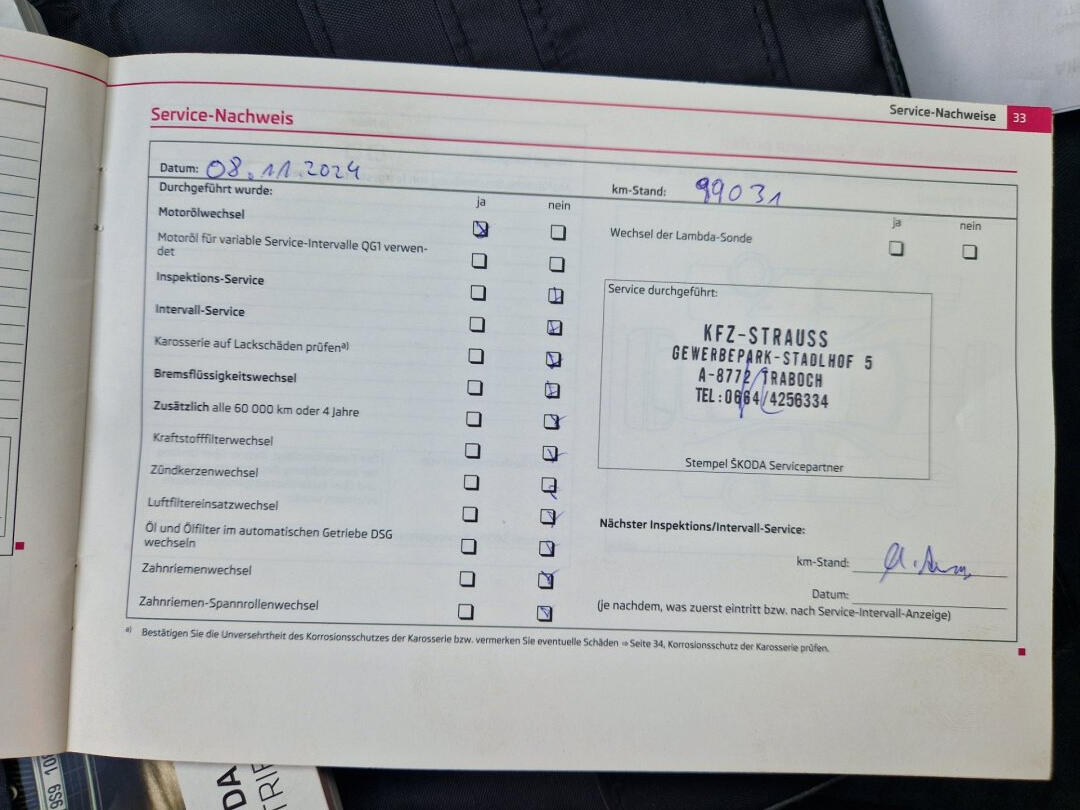 Service-Nachweise 33
Service-Nachweis
Datum: 08.11.2024
km-Stand: 99031
Durchgeführt wurde:
ja nein
Motorölwechsel
Motoröl für variable Service-Intervalle QG1 verwen-
det
Inspektions-Service
Intervall-Service
Karosserie auf Lackschäden prüfen a)
Bremsflüssigkeitswechsel
Zusätzlich alle 60 000 km oder 4 Jahre
Kraftstofffilterwechsel
Zündkerzenwechsel
Luftfiltereinsatzwechsel
Öl und Ölfilter im automatischen Getriebe DSG
wechseln
Zahnriemenwechsel
Zahnriemen-Spannrollenwechsel
ja nein
Wechsel der Lambda-Sonde
Service durchgeführt:
KFZ-STRAUSS
GEWERBEPARK-STADLHOF 5
A-8772 TRABOCH
TEL:0664/4256334
Stempel ŠKODA Servicepartner
Nächster Inspektions/Intervall-Service:
km-Stand:
Datum:
(je nachdem, was zuerst eintritt bzw. nach Service-Intervall-Anzeige)
a) Bestätigen Sie die Unversehrtheit des Korrosionsschutzes der Karosserie bzw. vermerken Sie eventuelle Schäden ⇒ Seite 34, Korrosionsschutz der Karosserie prüfen.